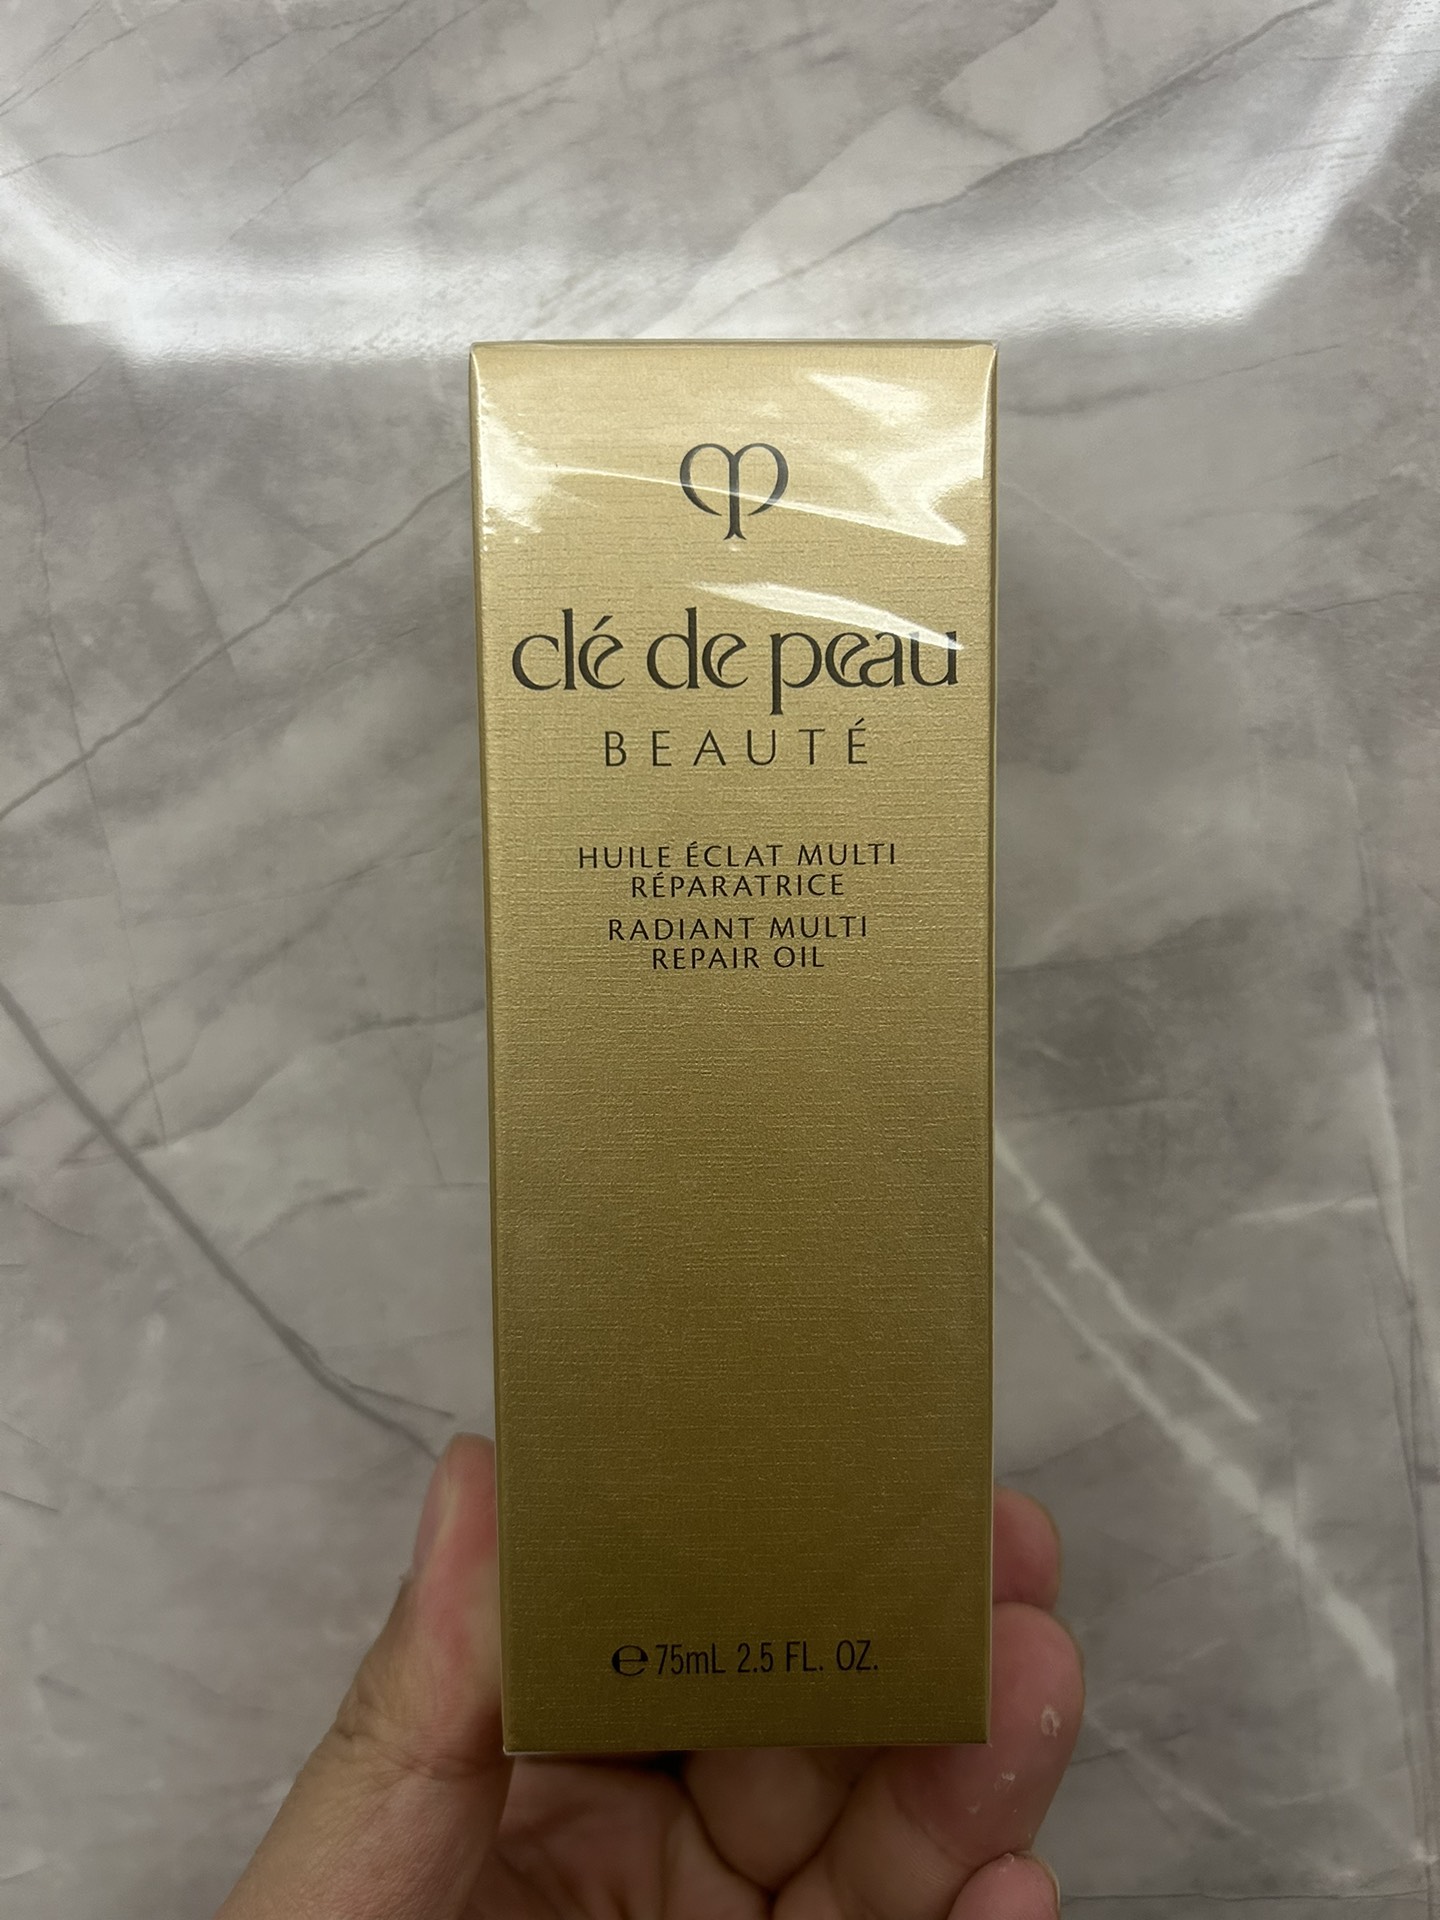 clé de peau
BEAUTÉ
HUILE ÉCLAT MULTI
RÉPARATRICE
RADIANT MULTI
REPAIR OIL
℮ 75mL 2.5 FL. OZ.